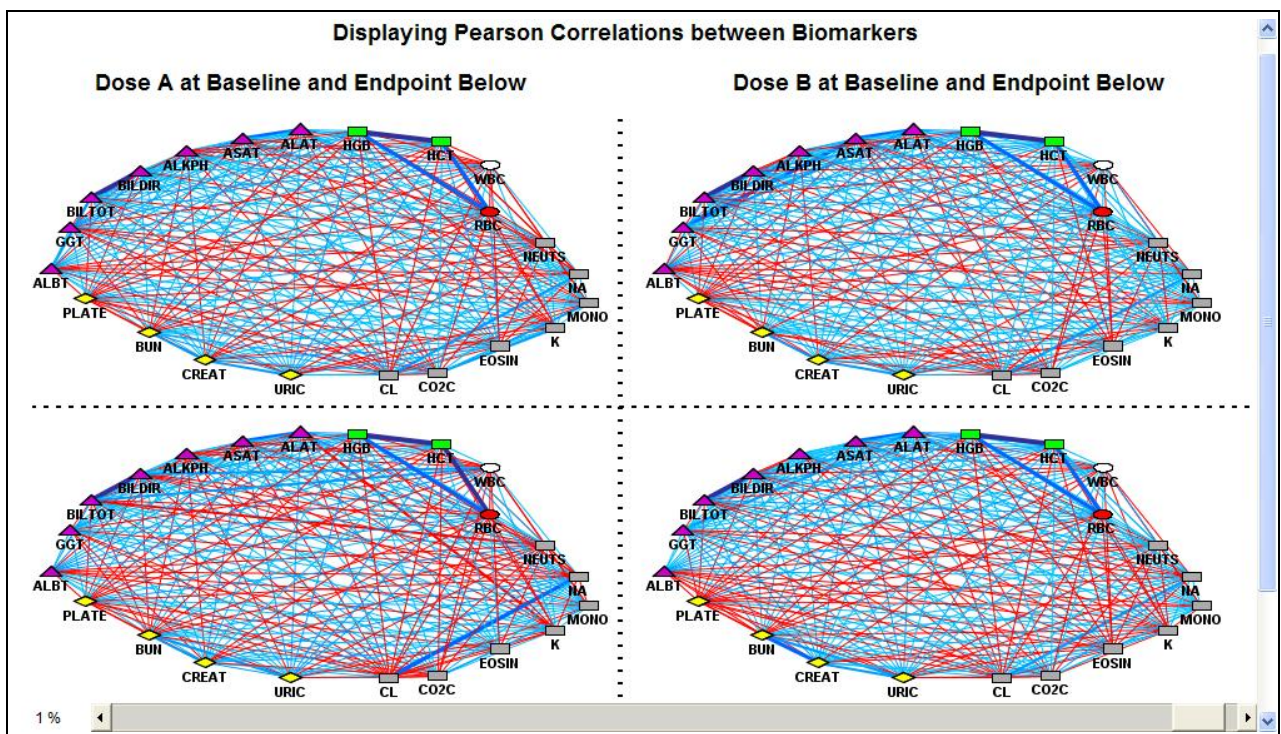 Displaying Pearson Correlations between Biomarkers
Dose A at Baseline and Endpoint Below
Dose B at Baseline and Endpoint Below
ALAT
HGB
HCT
ASAT
WBC
ALKPH
BILDIR
BILTOT
RBC
GGT
NEUTS
ALBT
NA
PLATE
MONO
BUN
K
CREAT
EOSIN
URIC
CL
CO2C
ALAT
HGB
HCT
ASAT
WBC
ALKPH
BILDIR
BILTOT
RBC
GGT
NEUTS
ALBT
NA
PLATE
MONO
BUN
K
CREAT
EOSIN
URIC
CL
CO2C
ALAT
HGB
HCT
ASAT
WBC
ALKPH
BILDIR
BILTOT
RBC
GGT
NEUTS
ALBT
NA
PLATE
MONO
BUN
K
CREAT
EOSIN
URIC
CL
CO2C
ALAT
HGB
HCT
ASAT
WBC
ALKPH
BILDIR
BILTOT
RBC
GGT
NEUTS
ALBT
NA
PLATE
MONO
BUN
K
CREAT
EOSIN
URIC
CL
CO2C
1 %